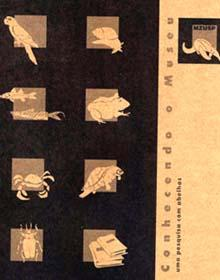 MZUSP
Conhecendo o Museu
uma pesquisa com abelhas